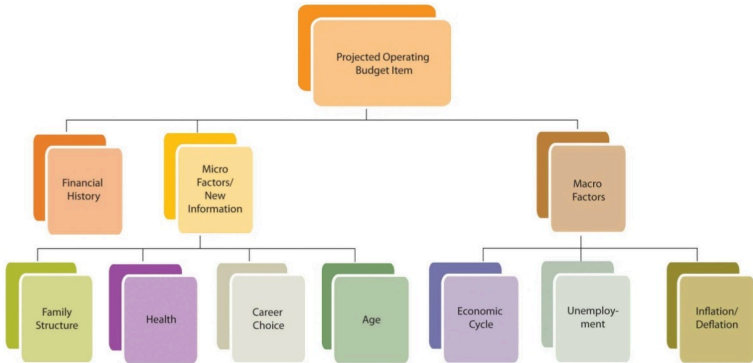 Projected Operating
Budget Item
Financial
History
Micro
Factors/
New
Information
Macro
Factors
Family
Structure
Health
Career
Choice
Age
Economic
Cycle
Unemploy-
ment
Inflation/
Deflation